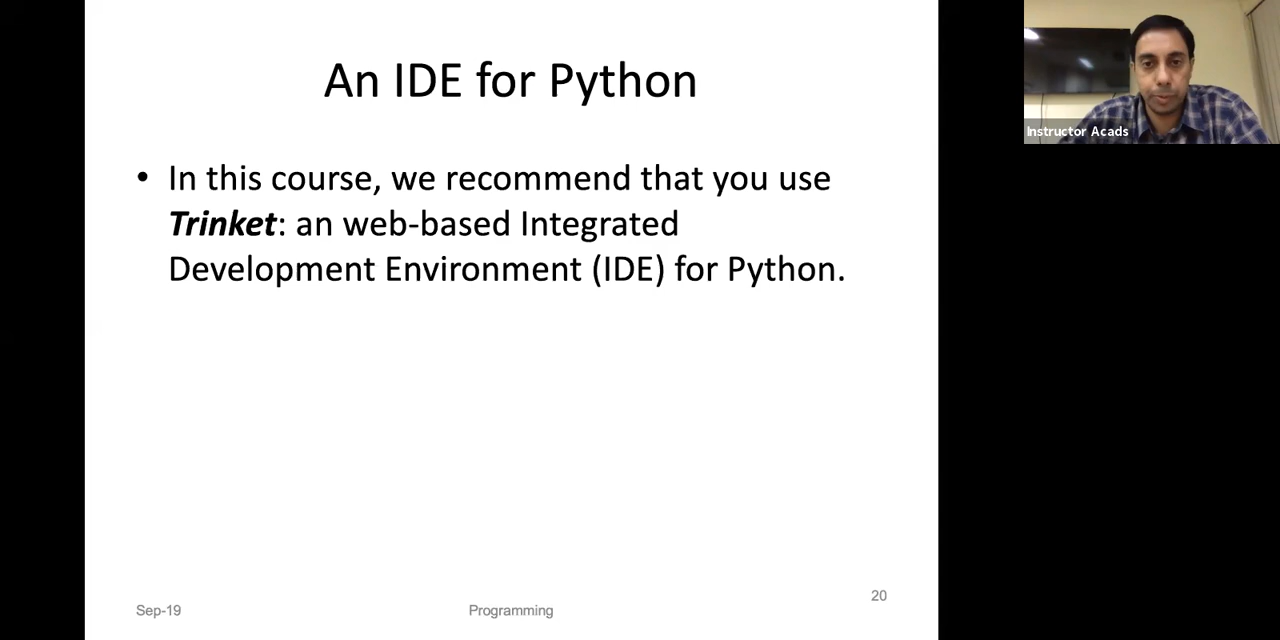 An IDE for Python
• In this course, we recommend that you use
Trinket: an web-based Integrated
Development Environment (IDE) for Python.
Sep-19
Programming
20
Instructor Acads